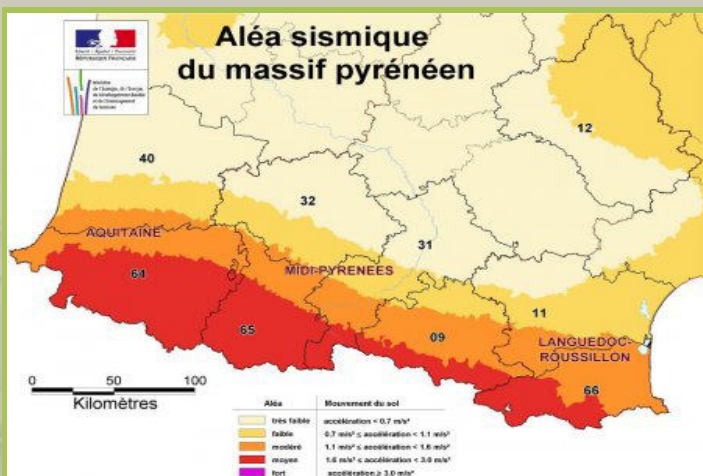 Aléa sismique
du massif pyrénéen
RÉPUBLIQUE FRANÇAISE
12
40
32
31
AQUITAINE
MIDI-PYRENEES
64
65
09
11
LANGUEDOC-
ROUSSILLON
66
0 50 100
Kilomètres
Aléa Mouvement du sol
très faible accélération < 0.7 m/s²
faible 0.7 m/s² ≤ accélération < 1.1 m/s²
modéré 1.1 m/s² ≤ accélération < 1.6 m/s²
moyen 1.6 m/s² ≤ accélération < 3.0 m/s²
fort accélération ≥ 3.0 m/s²